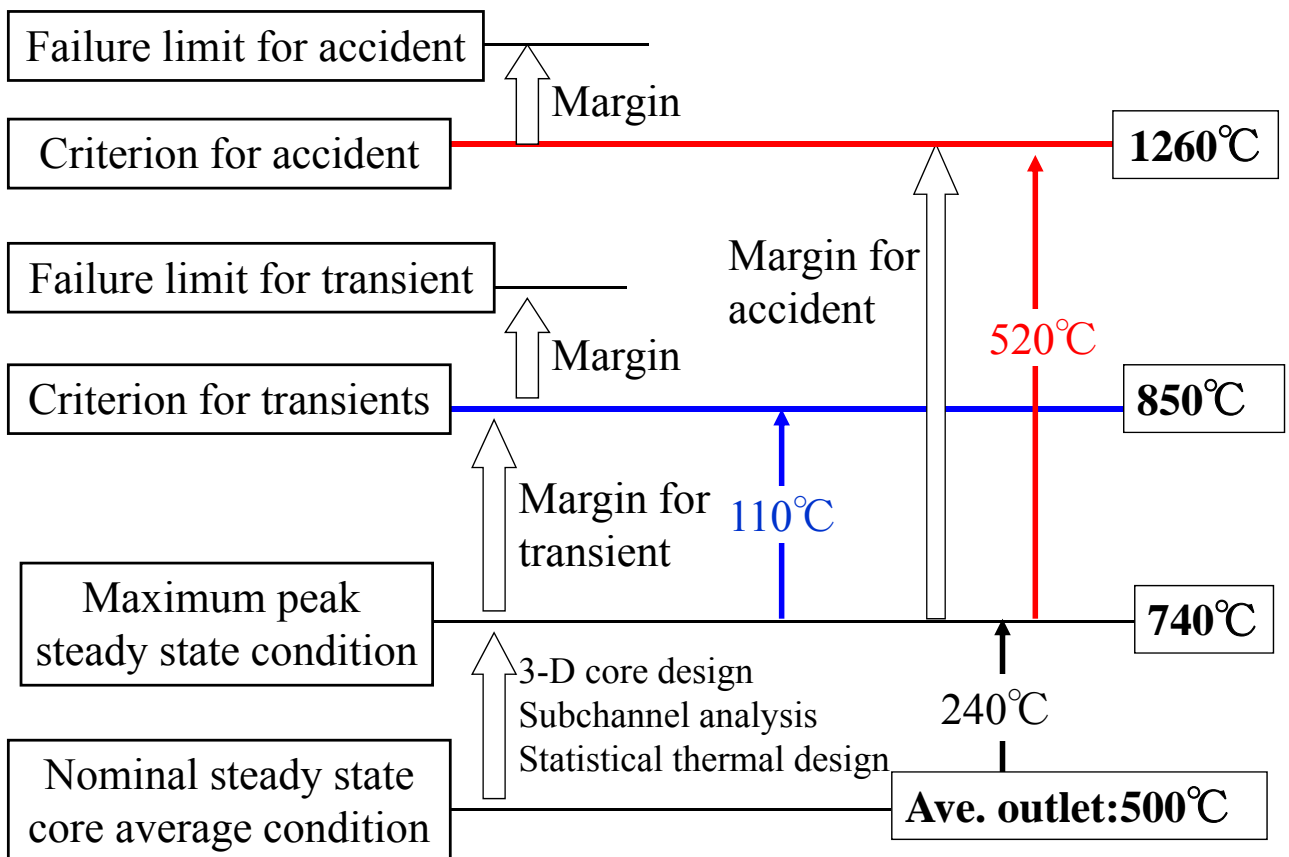 Failure limit for accident
Margin
Criterion for accident
1260℃
Margin for
accident
Failure limit for transient
520℃
Margin
Criterion for transients
850℃
Margin for
transient
110℃
Maximum peak
steady state condition
740℃
3-D core design
Subchannel analysis
Statistical thermal design
240℃
Nominal steady state
core average condition
Ave. outlet:500℃